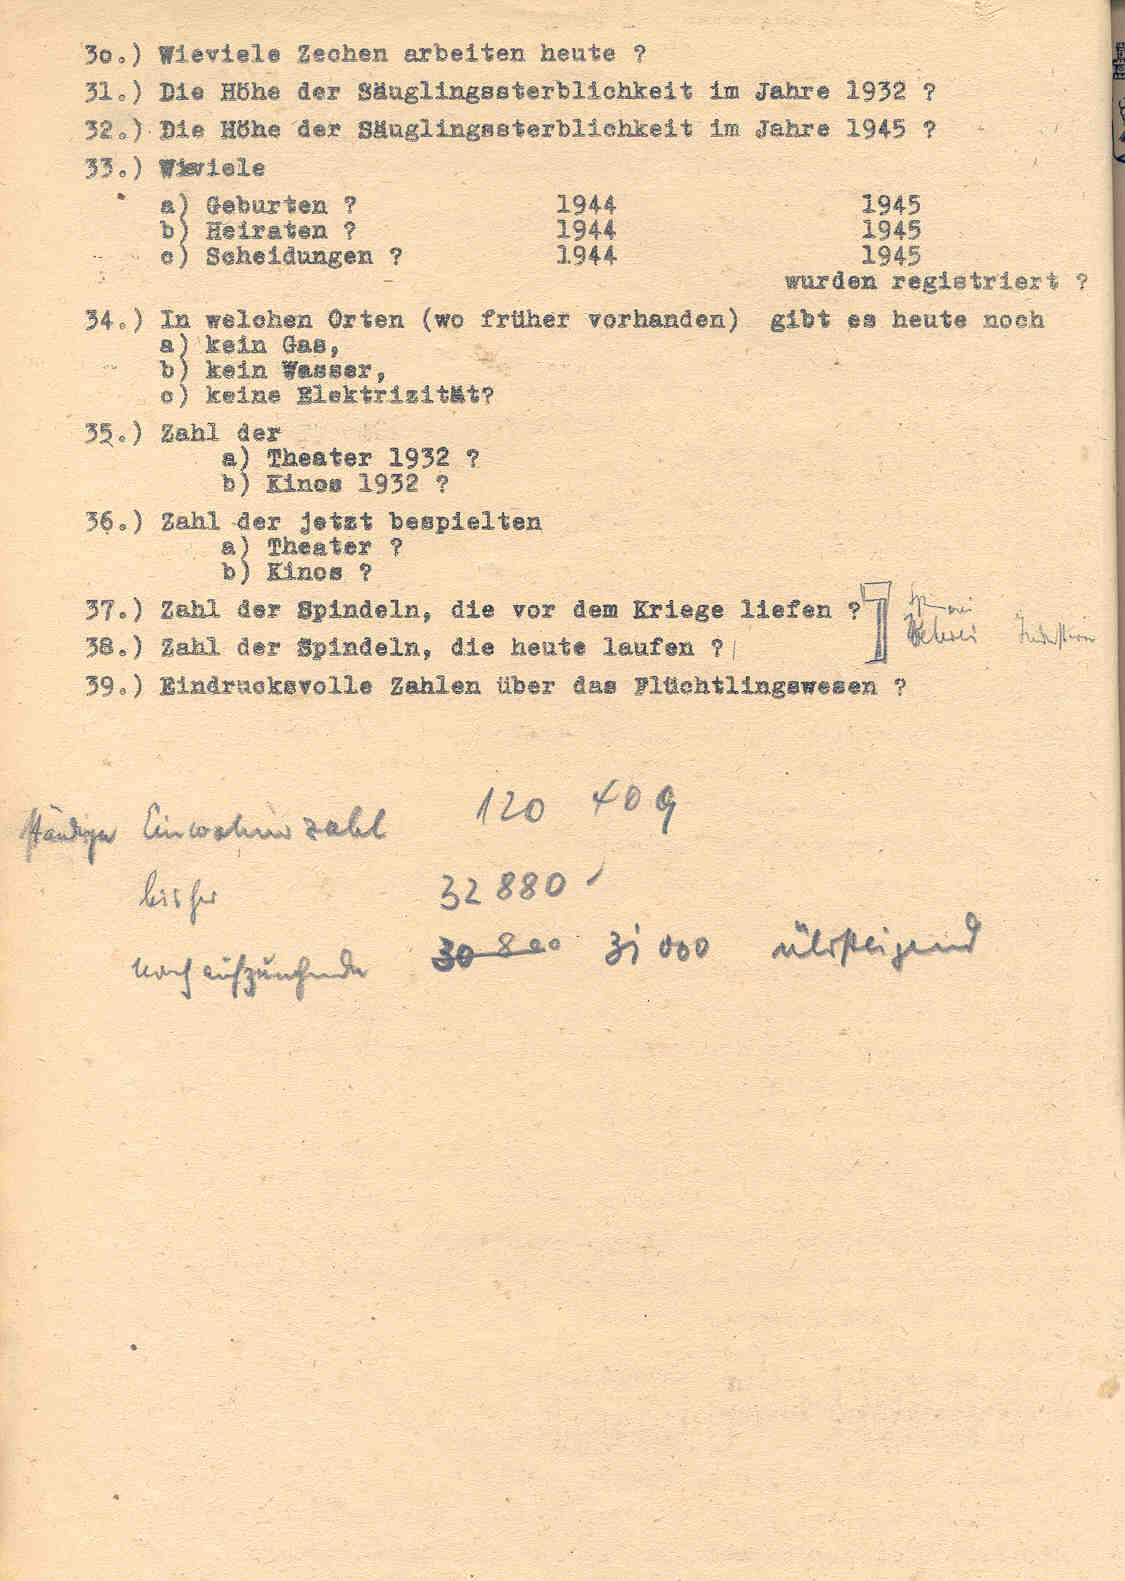 30.) Wieviele Zechen arbeiten heute ?
31.) Die Höhe der Säuglingssterblichkeit im Jahre 1932 ?
32.) Die Höhe der Säuglingssterblichkeit im Jahre 1945 ?
33.) Wieviele
a) Geburten ? 1944 1945
b) Heiraten ? 1944 1945
c) Scheidungen ? 1944 1945
wurden registriert ?
34.) In welchen Orten (wo früher vorhanden) gibt es heute noch
a) kein Gas,
b) kein Wasser,
c) keine Elektrizität?
35.) Zahl der
a) Theater 1932 ?
b) Kinos 1932 ?
36.) Zahl der jetzt bespielten
a) Theater ?
b) Kinos ?
37.) Zahl der Spindeln, die vor dem Kriege liefen ?
Weberei Industrien
38.) Zahl der Spindeln, die heute laufen ?
39.) Eindrucksvolle Zahlen über das Flüchtlingswesen ?
ständige Einwohnerzahl 120 409
bisher 32 880
noch aufzunehmende 30 800 31 000 übersteigend